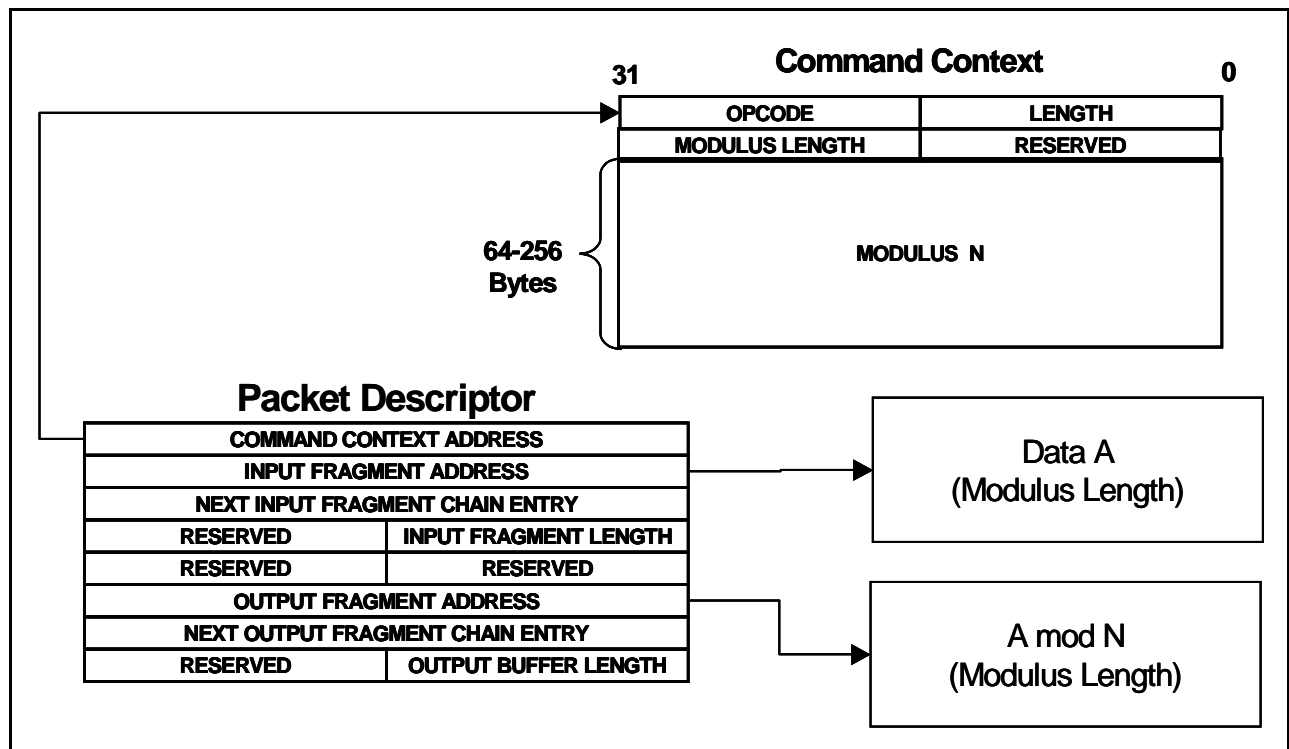 Command Context
31
0
OPCODE LENGTH
MODULUS LENGTH RESERVED
64-256
Bytes
MODULUS N
Packet Descriptor
COMMAND CONTEXT ADDRESS
INPUT FRAGMENT ADDRESS
NEXT INPUT FRAGMENT CHAIN ENTRY
RESERVED INPUT FRAGMENT LENGTH
RESERVED RESERVED
OUTPUT FRAGMENT ADDRESS
NEXT OUTPUT FRAGMENT CHAIN ENTRY
RESERVED OUTPUT BUFFER LENGTH
Data A
(Modulus Length)
A mod N
(Modulus Length)